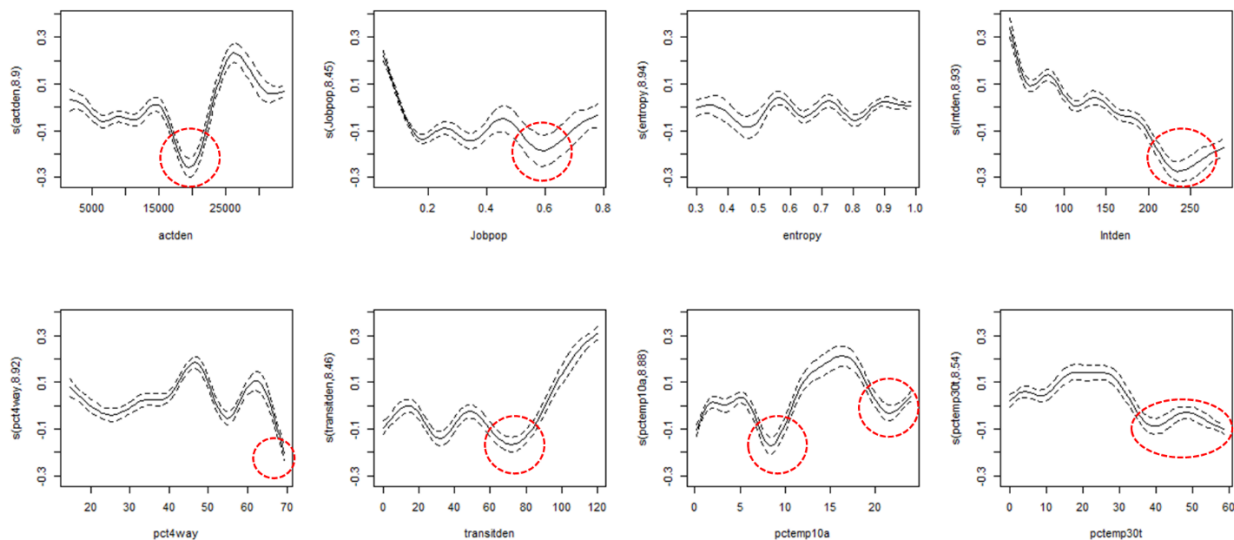 s(actden,8.9)
0.3
0.1
-0.1
-0.3
5000 15000 25000
actden
s(Jobpop,8.45)
0.3
0.1
-0.1
-0.3
0.2 0.4 0.6 0.8
Jobpop
s(entropy,8.94)
0.3
0.1
-0.1
-0.3
0.3 0.4 0.5 0.6 0.7 0.8 0.9 1.0
entropy
s(Intden,8.93)
0.3
0.1
-0.1
-0.3
50 100 150 200 250
Intden
s(pct4way,8.92)
0.3
0.1
-0.1
-0.3
20 30 40 50 60 70
pct4way
s(transitden,8.46)
0.3
0.1
-0.1
-0.3
0 20 40 60 80 100 120
transitden
s(pctemp10a,8.88)
0.3
0.1
-0.1
-0.3
0 5 10 15 20
pctemp10a
s(pctemp30t,8.54)
0.3
0.1
-0.1
-0.3
0 10 20 30 40 50 60
pctemp30t